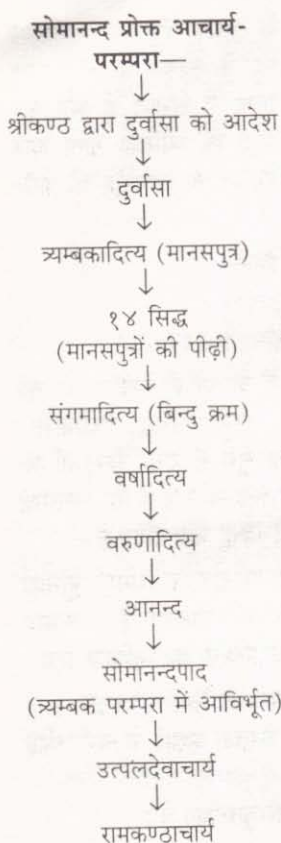 सोमानन्द प्रोक्त आचार्य-
परम्परा—
↓
श्रीकण्ठ द्वारा दुर्वासा को आदेश
↓
दुर्वासा
↓
त्र्यम्बकादित्य (मानसपुत्र)
↓
१४ सिद्ध
(मानसपुत्रों की पीढ़ी)
↓
संगमादित्य (बिन्दु क्रम)
↓
वर्षादित्य
↓
वरुणादित्य
↓
आनन्द
↓
सोमानन्दपाद
(त्र्यम्बक परम्परा में आविर्भूत)
↓
उत्पलदेवाचार्य
↓
रामकण्ठाचार्य